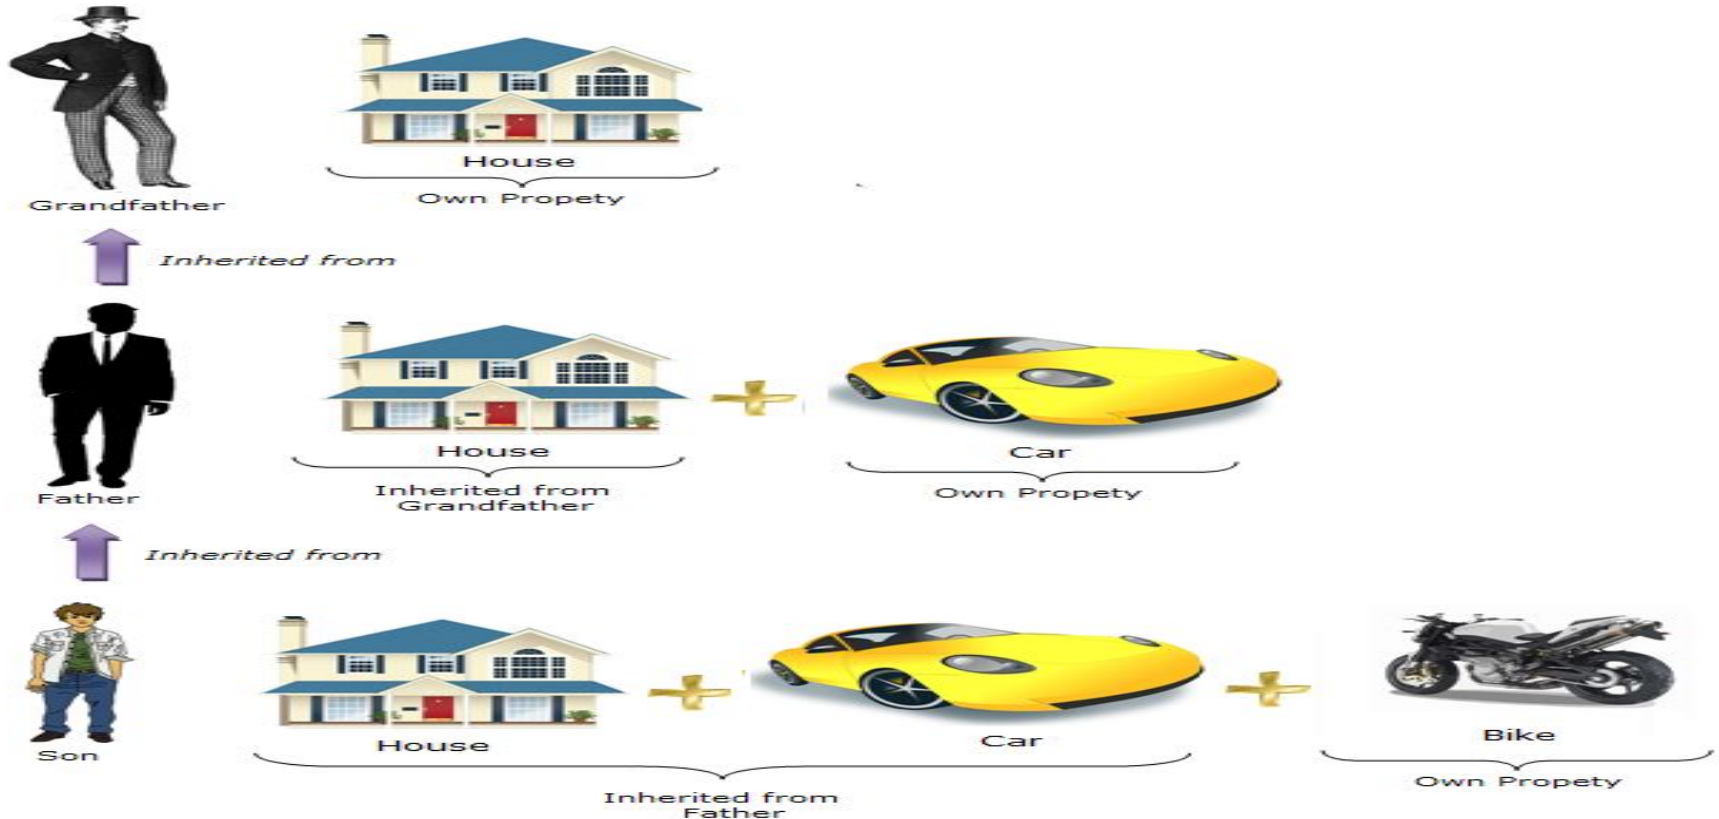 House
Own Propety
Grandfather
Inherited from
House
Inherited from
Grandfather
Car
Own Propety
Father
Inherited from
House
Car
Inherited from
Father
Bike
Own Propety
Son